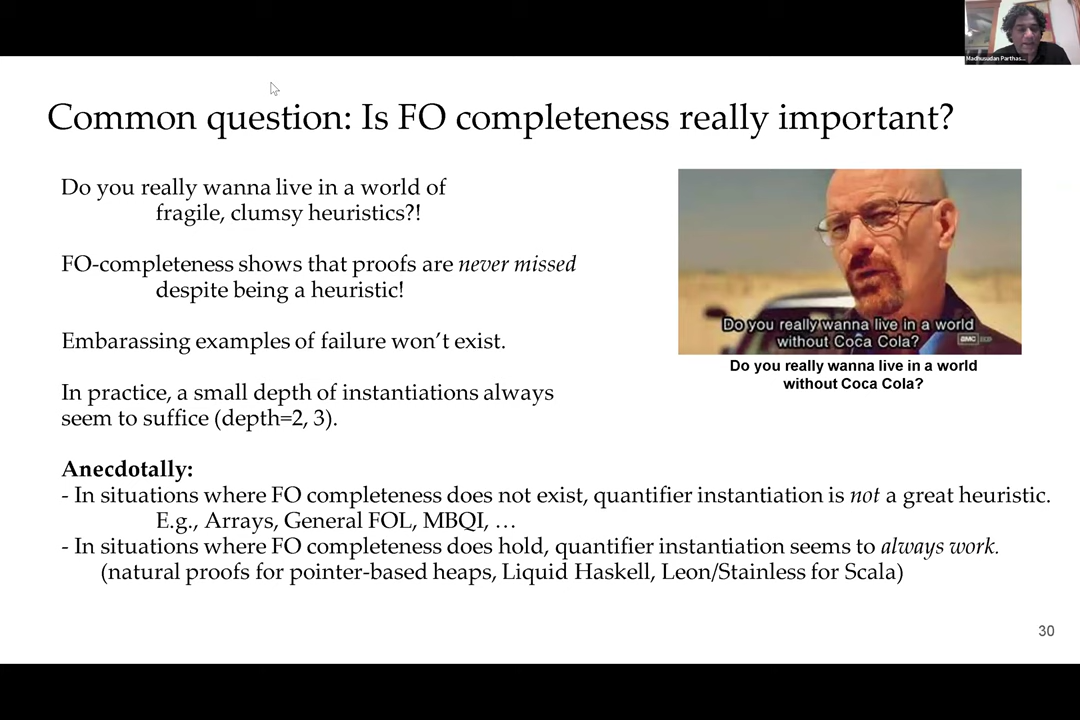 Madhusudan Parthas...
Common question: Is FO completeness really important?
Do you really wanna live in a world of
fragile, clumsy heuristics?!
FO-completeness shows that proofs are never missed
despite being a heuristic!
Embarassing examples of failure won't exist.
In practice, a small depth of instantiations always
seem to suffice (depth=2, 3).
Do you really wanna live in a world
without Coca Cola?
AMC
Do you really wanna live in a world
without Coca Cola?
Anecdotally:
- In situations where FO completeness does not exist, quantifier instantiation is not a great heuristic.
E.g., Arrays, General FOL, MBQI, …
- In situations where FO completeness does hold, quantifier instantiation seems to always work.
(natural proofs for pointer-based heaps, Liquid Haskell, Leon/Stainless for Scala)
30